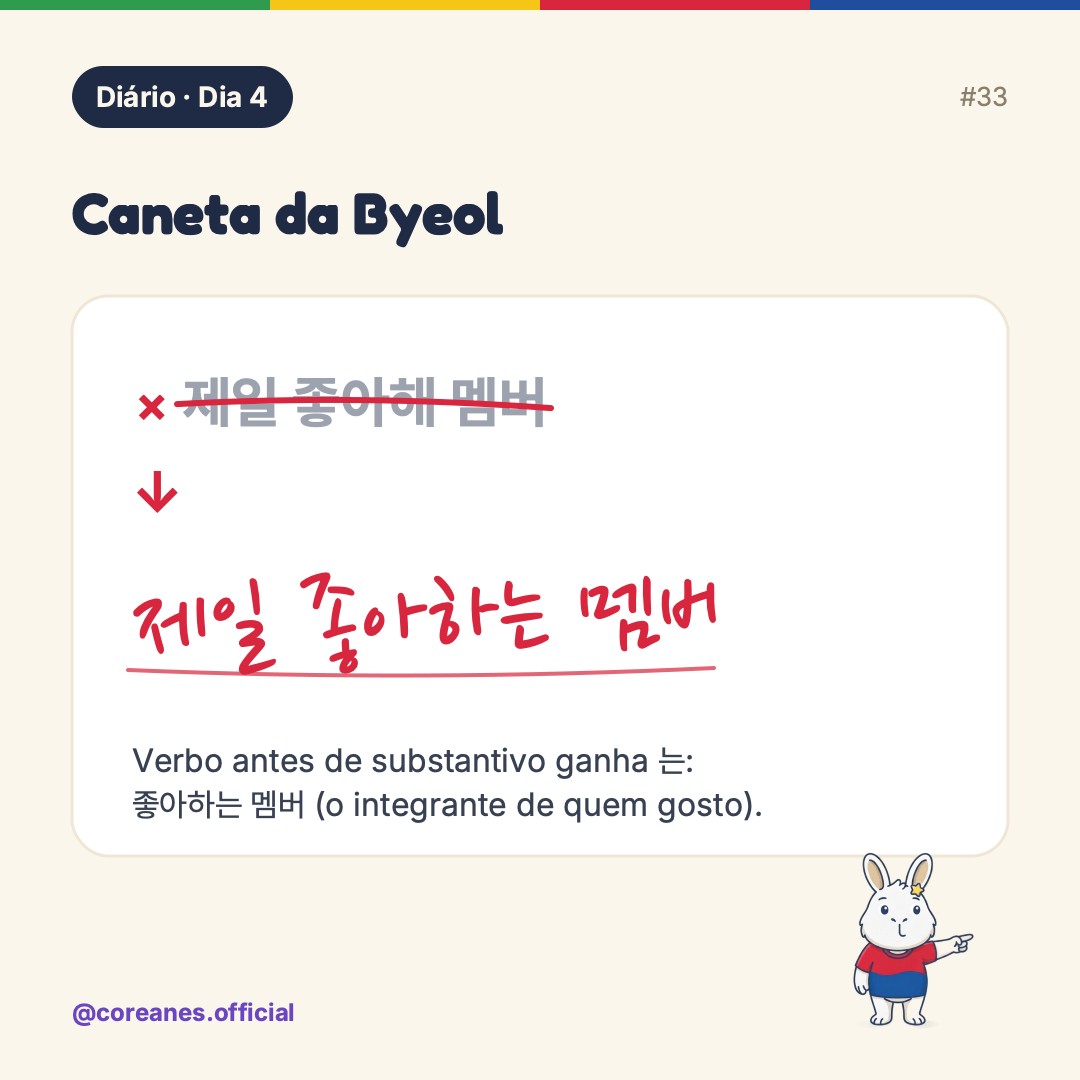 Diário · Dia 4
#33
Caneta da Byeol
× 제일 좋아해 멤버
↓
제일 좋아하는 멤버
Verbo antes de substantivo ganha 는:
좋아하는 멤버 (o integrante de quem gosto).
@coreanes.official